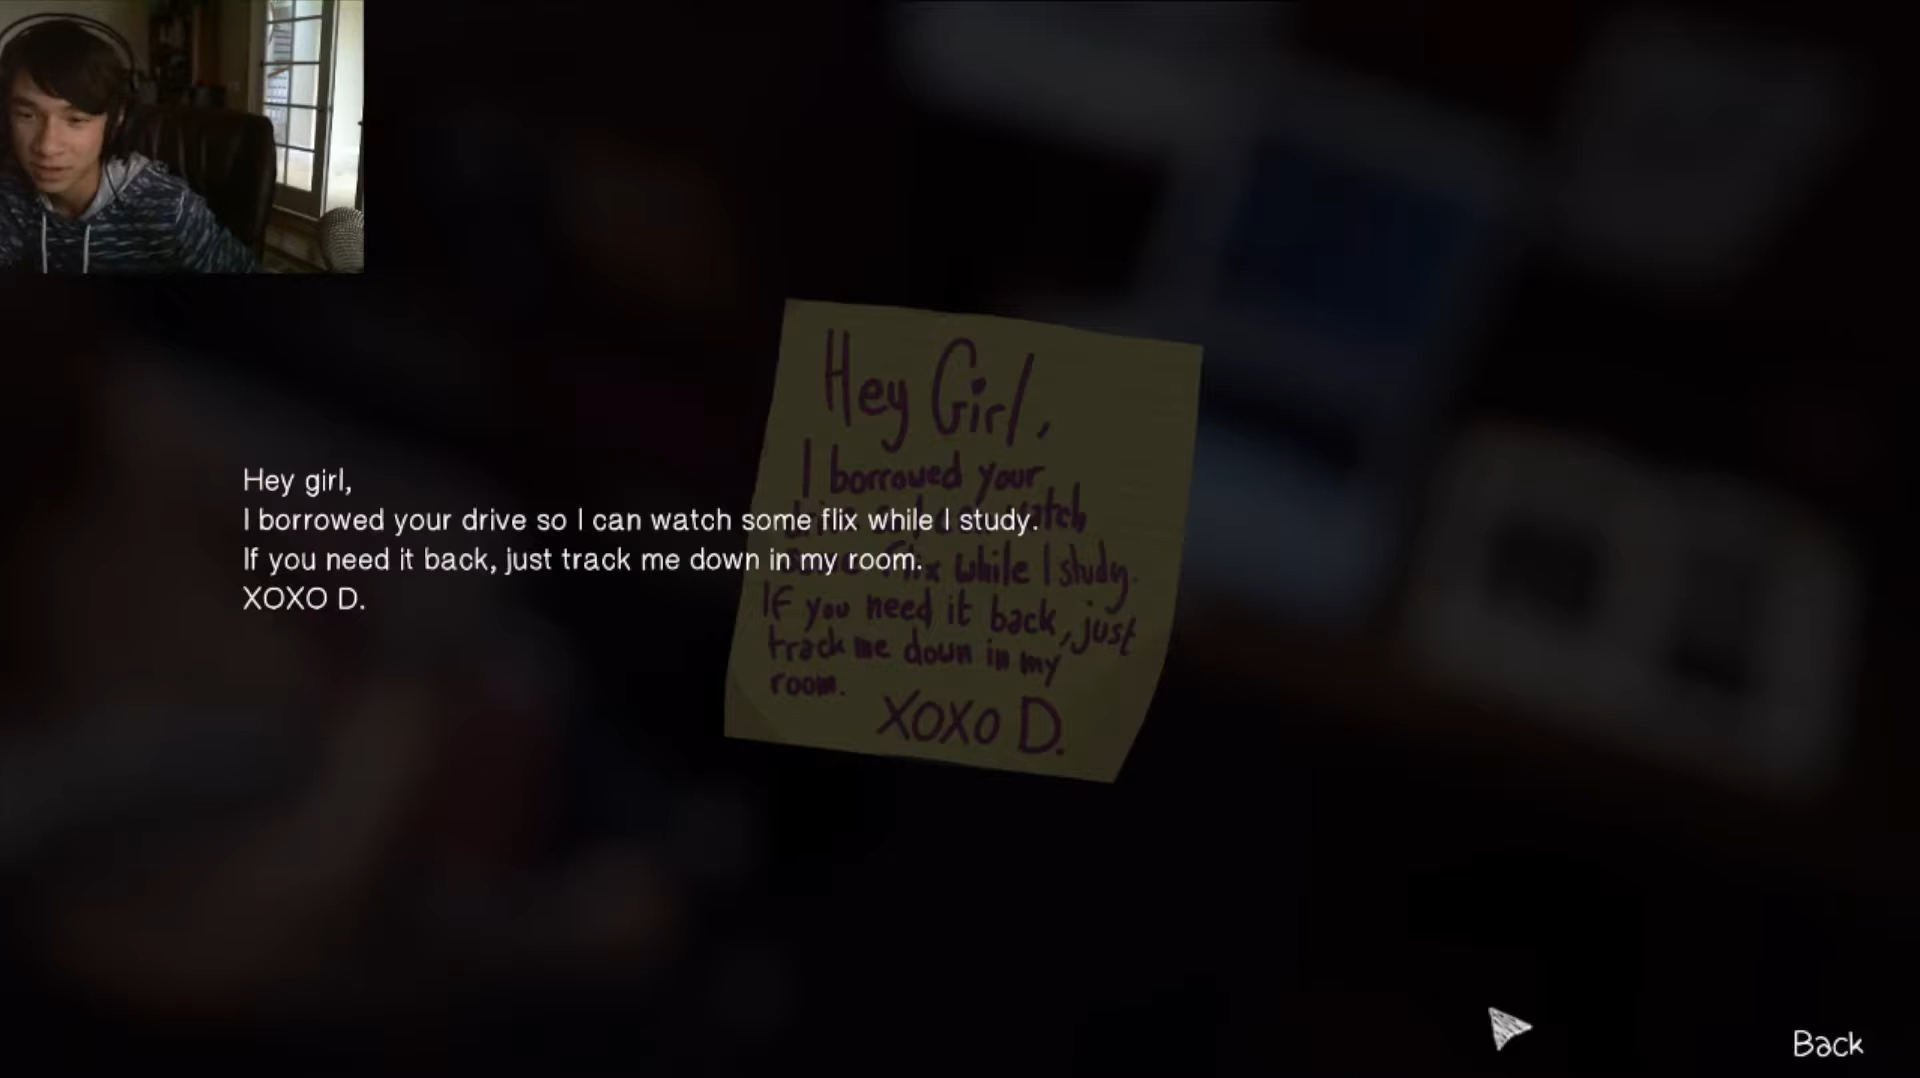 Hey Girl,
I borrowed your
watch
while I study.
If you need it back, just
track me down in my
room.
XOXO D.
Hey girl,
I borrowed your drive so I can watch some flix while I study.
If you need it back, just track me down in my room.
XOXO D.
Back